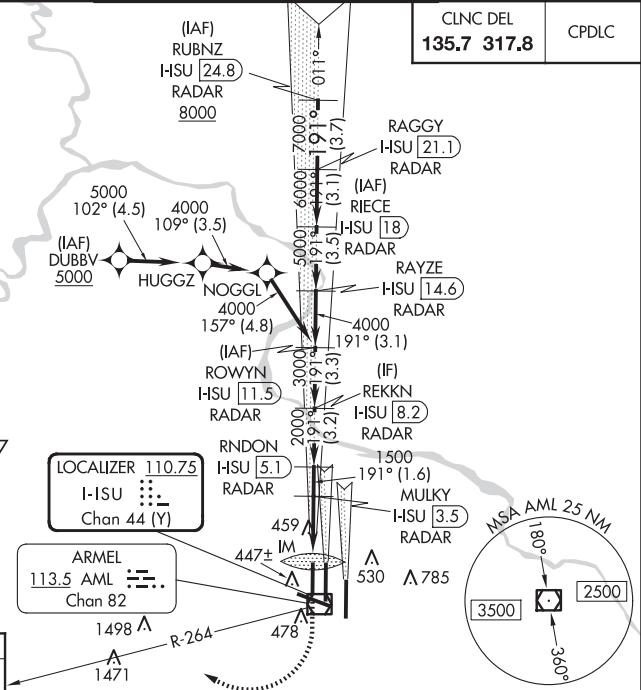 CLNC DEL
135.7 317.8
CPDLC
(IAF)
RUBNZ
I-ISU 24.8
RADAR
8000
011°
7000
191°
(3.7)
RAGGY
I-ISU 21.1
RADAR
6000
191°
(3.1)
(IAF)
RIECE
I-ISU 18
RADAR
5000
102° (4.5)
4000
109° (3.5)
(IAF)
DUBBV
5000
HUGGZ
NOGGL
4000
157° (4.8)
5000
191°
(3.5)
RAYZE
I-ISU 14.6
RADAR
4000
191° (3.1)
(IAF)
ROWYN
I-ISU 11.5
RADAR
3000
191°
(3.3)
(IF)
REKKN
I-ISU 8.2
RADAR
2000
191°
(3.2)
RNDON
I-ISU 5.1
RADAR
1500
191° (1.6)
MULKY
I-ISU 3.5
RADAR
7
LOCALIZER 110.75
I-ISU
Chan 44 (Y)
ARMEL
113.5 AML
Chan 82
459
IM
447±
530
785
478
1498
1471
R-264
MSA AML 25 NM
180°
3500
2500
360°